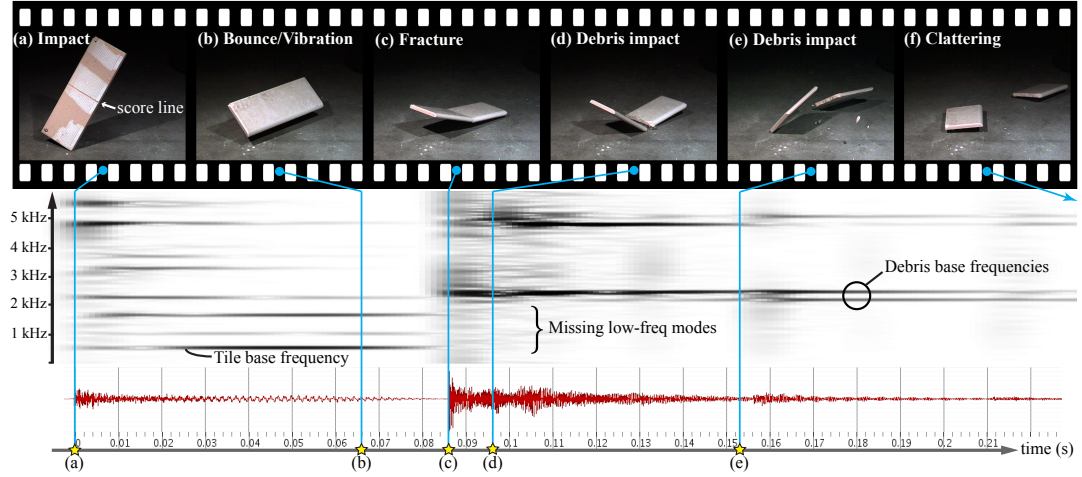 (a) Impact
(b) Bounce/Vibration
(c) Fracture
(d) Debris impact
(e) Debris impact
(f) Clattering
score line
5 kHz
4 kHz
3 kHz
2 kHz
1 kHz
Debris base frequencies
Missing low-freq modes
Tile base frequency
0 0.01 0.02 0.03 0.04 0.05 0.06 0.07 0.08 0.09 0.1 0.11 0.12 0.13 0.14 0.15 0.16 0.17 0.18 0.19 0.2 0.21
time (s)
(a) (b) (c) (d) (e)